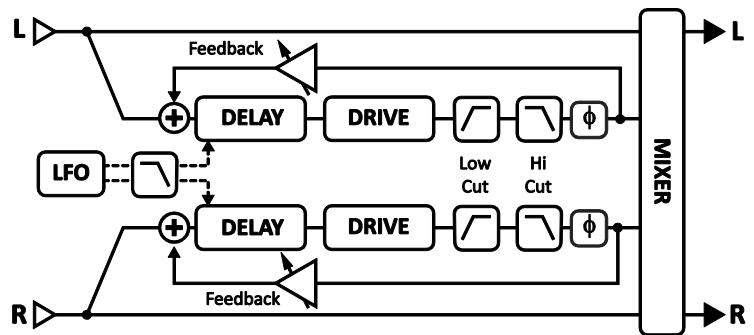 L
L
Feedback
+
DELAY
DRIVE
ϕ
LFO
Low
Cut
Hi
Cut
MIXER
+
DELAY
DRIVE
ϕ
Feedback
R
R